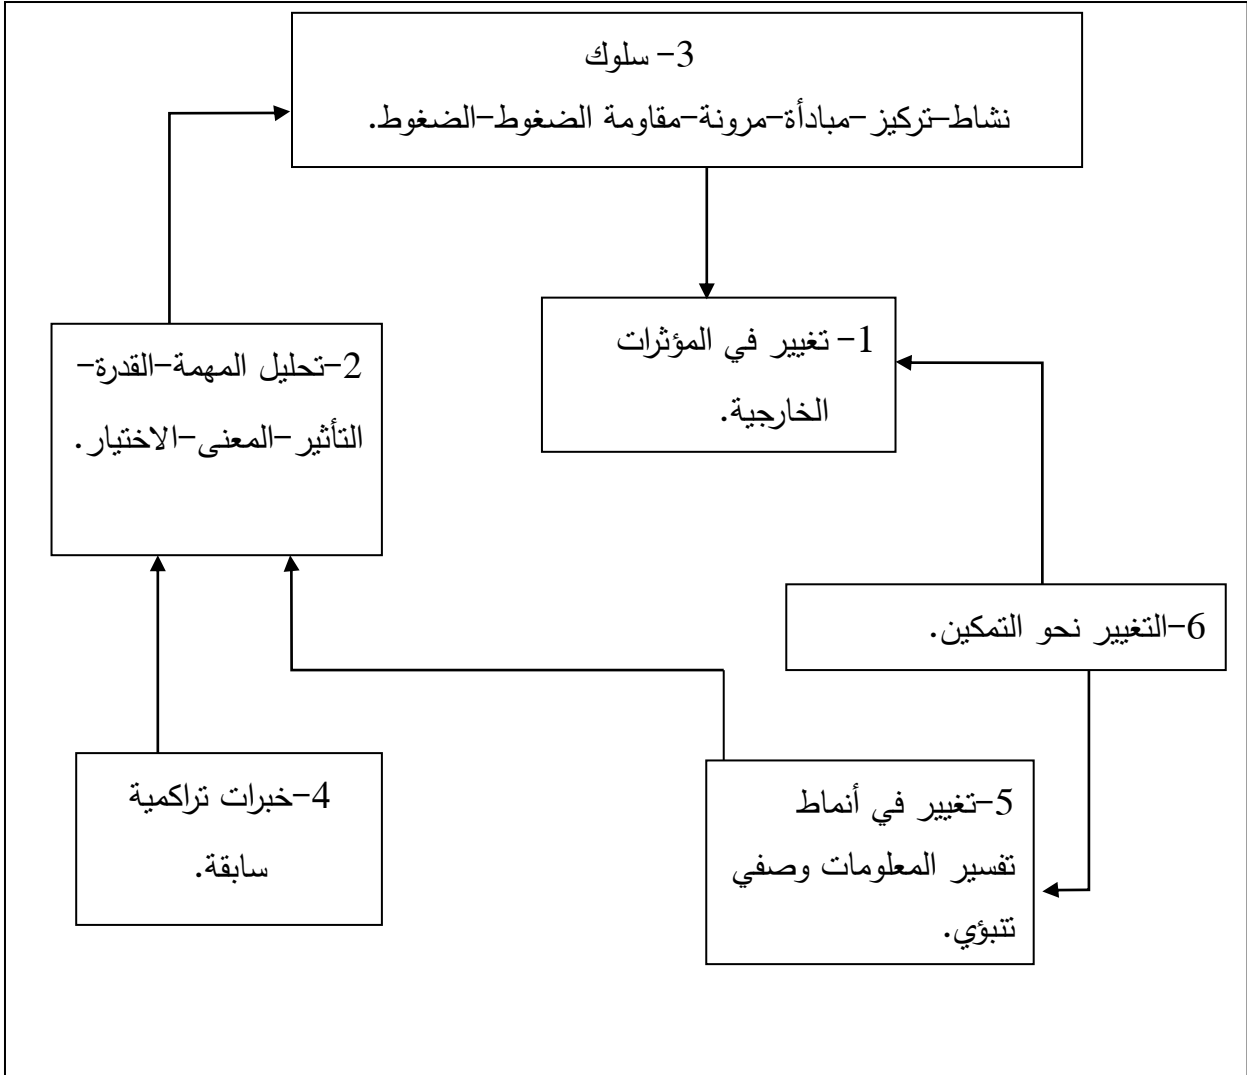 3- سلوك
نشاط–تركيز-مبادأة-مرونة-مقاومة الضغوط-الضغوط.
1- تغيير في المؤثرات
الخارجية.
2-تحليل المهمة-القدرة-
التأثير-المعنى-الاختيار.
6-التغيير نحو التمكين.
4-خبرات تراكمية
سابقة.
5-تغيير في أنماط
تفسير المعلومات وصفي
تنبؤي.